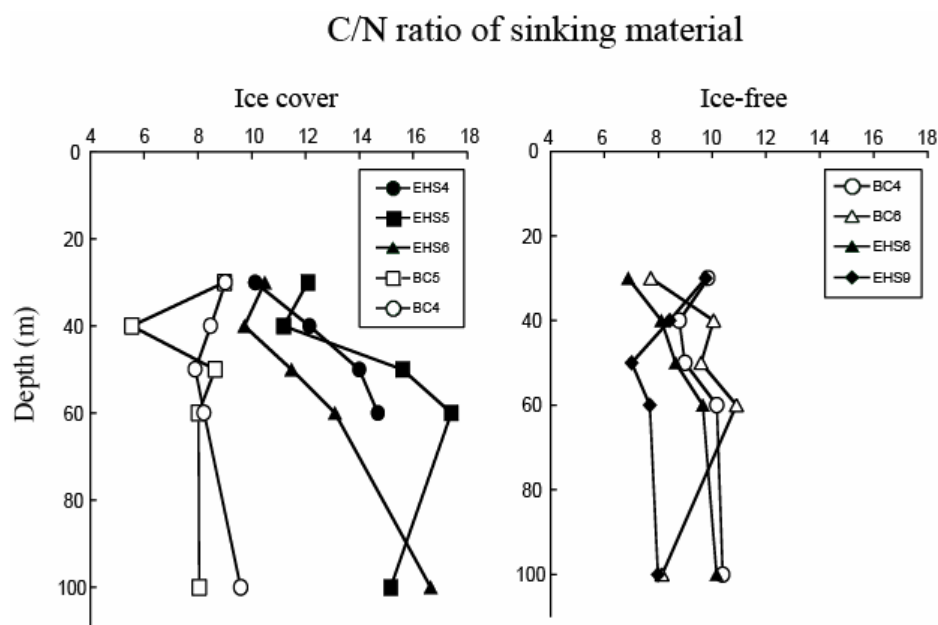 C/N ratio of sinking material
Ice cover
4 6 8 10 12 14 16 18
0
20
40
60
80
100
Depth (m)
EHS4
EHS5
EHS6
BC5
BC4
Ice-free
4 6 8 10 12 14 16 18
0
20
40
60
80
100
BC4
BC6
EHS6
EHS9